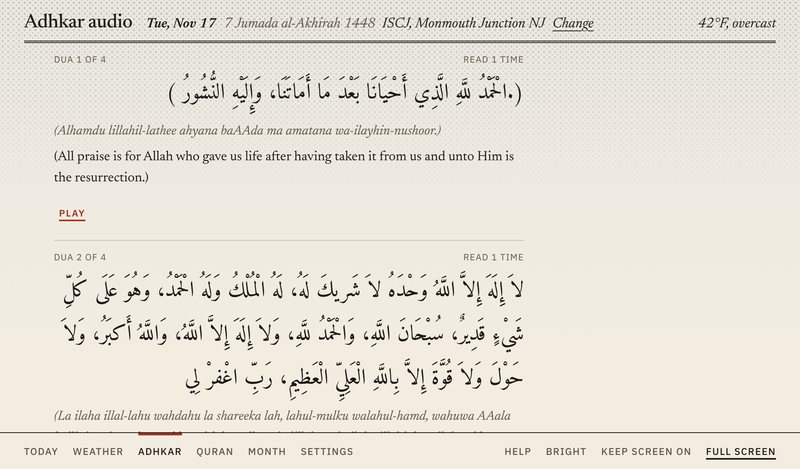 Adhkar audio Tue, Nov 17 7 Jumada al-Akhirah 1448 ISCJ, Monmouth Junction NJ Change 42°F, overcast
DUA 1 OF 4 READ 1 TIME
(.الْحَمْدُ للَّهِ الَّذِي أَحْيَانَا بَعْدَ مَا أَمَاتَنَا، وَإِلَيْهِ النُّشُورُ )
(Alhamdu lillahil-lathee ahyana baAAda ma amatana wa-ilayhin-nushoor.)
(All praise is for Allah who gave us life after having taken it from us and unto Him is
the resurrection.)
PLAY
DUA 2 OF 4 READ 1 TIME
لاَ إِلَهَ إِلاَّ اللَّهُ وَحْدَهُ لاَ شَرِيكَ لَهُ، لَهُ الْمُلْكُ وَلَهُ الْحَمْدُ، وَهُوَ عَلَى كُلِّ
شَيْءٍ قَدِيرٌ، سُبْحَانَ اللَّهِ، وَالْحَمْدُ للَّهِ، وَلاَ إِلَهَ إِلاَّ اللَّهُ، وَاللَّهُ أَكبَرُ، وَلاَ
حَوْلَ وَلاَ قُوَّةَ إِلاَّ بِاللَّهِ الْعَلِيِّ الْعَظِيمِ، رَبِّ اغْفرْ لِي
(La ilaha illal-lahu wahdahu la shareeka lah, lahul-mulku walahul-hamd, wahuwa AAala
TODAY WEATHER ADHKAR QURAN MONTH SETTINGS HELP BRIGHT KEEP SCREEN ON FULL SCREEN